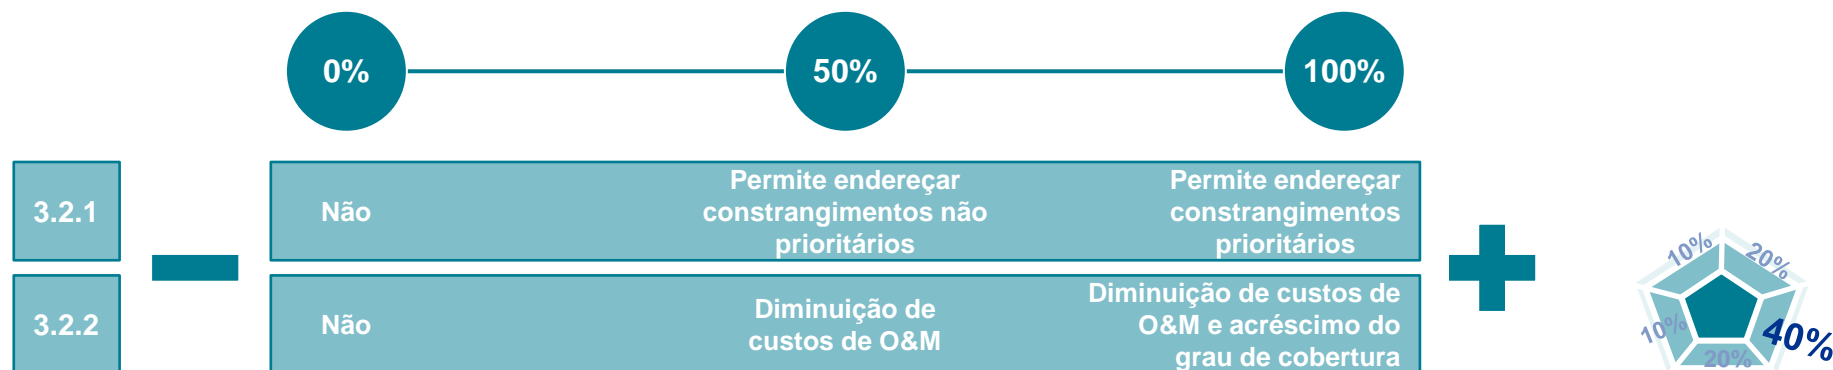 0%
50%
100%
3.2.1
Não
Permite endereçar
constrangimentos não
prioritários
Permite endereçar
constrangimentos
prioritários
3.2.2
Não
Diminuição de
custos de O&M
Diminuição de custos de
O&M e acréscimo do
grau de cobertura
10%
20%
10%
40%
20%